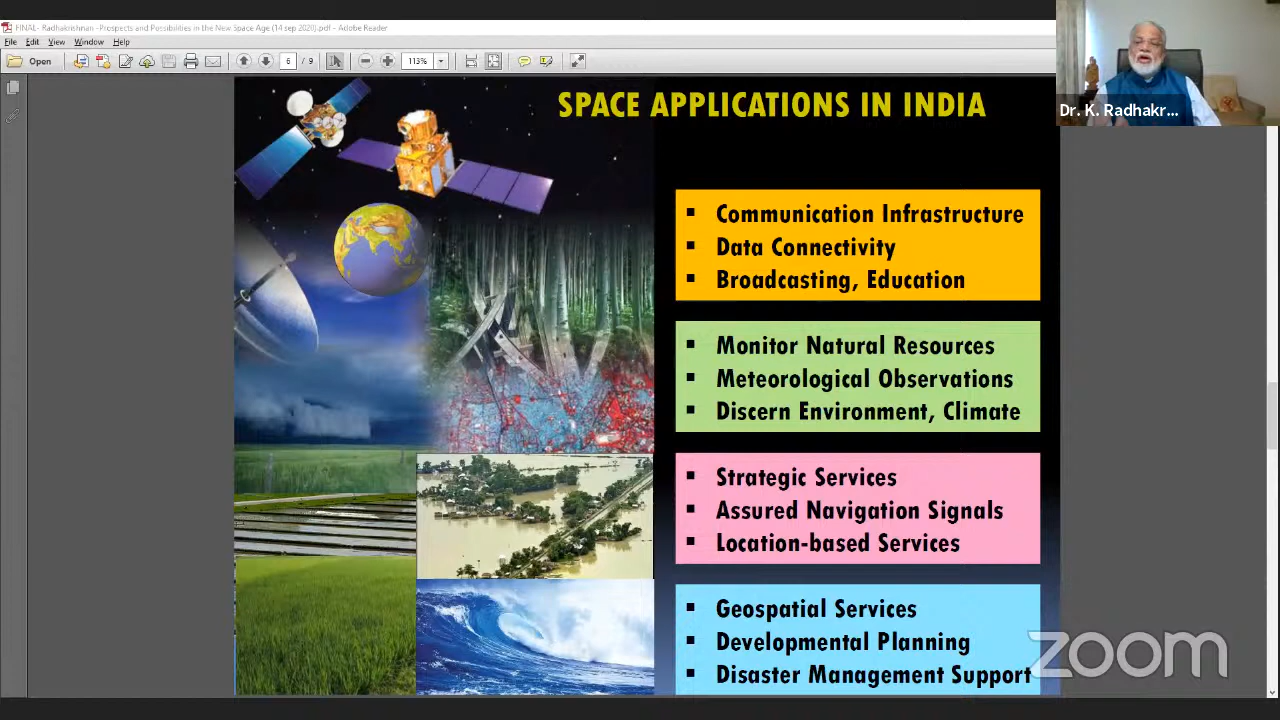 FINAL- Radhakrishnan -Prospects and Possibilities in the New Space Age (14 sep 2020).pdf - Adobe Reader
File Edit View Window Help
Open 6 / 9 113%
Dr. K. Radhakr...
SPACE APPLICATIONS IN INDIA
▪ Communication Infrastructure
▪ Data Connectivity
▪ Broadcasting, Education
▪ Monitor Natural Resources
▪ Meteorological Observations
▪ Discern Environment, Climate
▪ Strategic Services
▪ Assured Navigation Signals
▪ Location-based Services
▪ Geospatial Services
▪ Developmental Planning
▪ Disaster Management Support
zoom